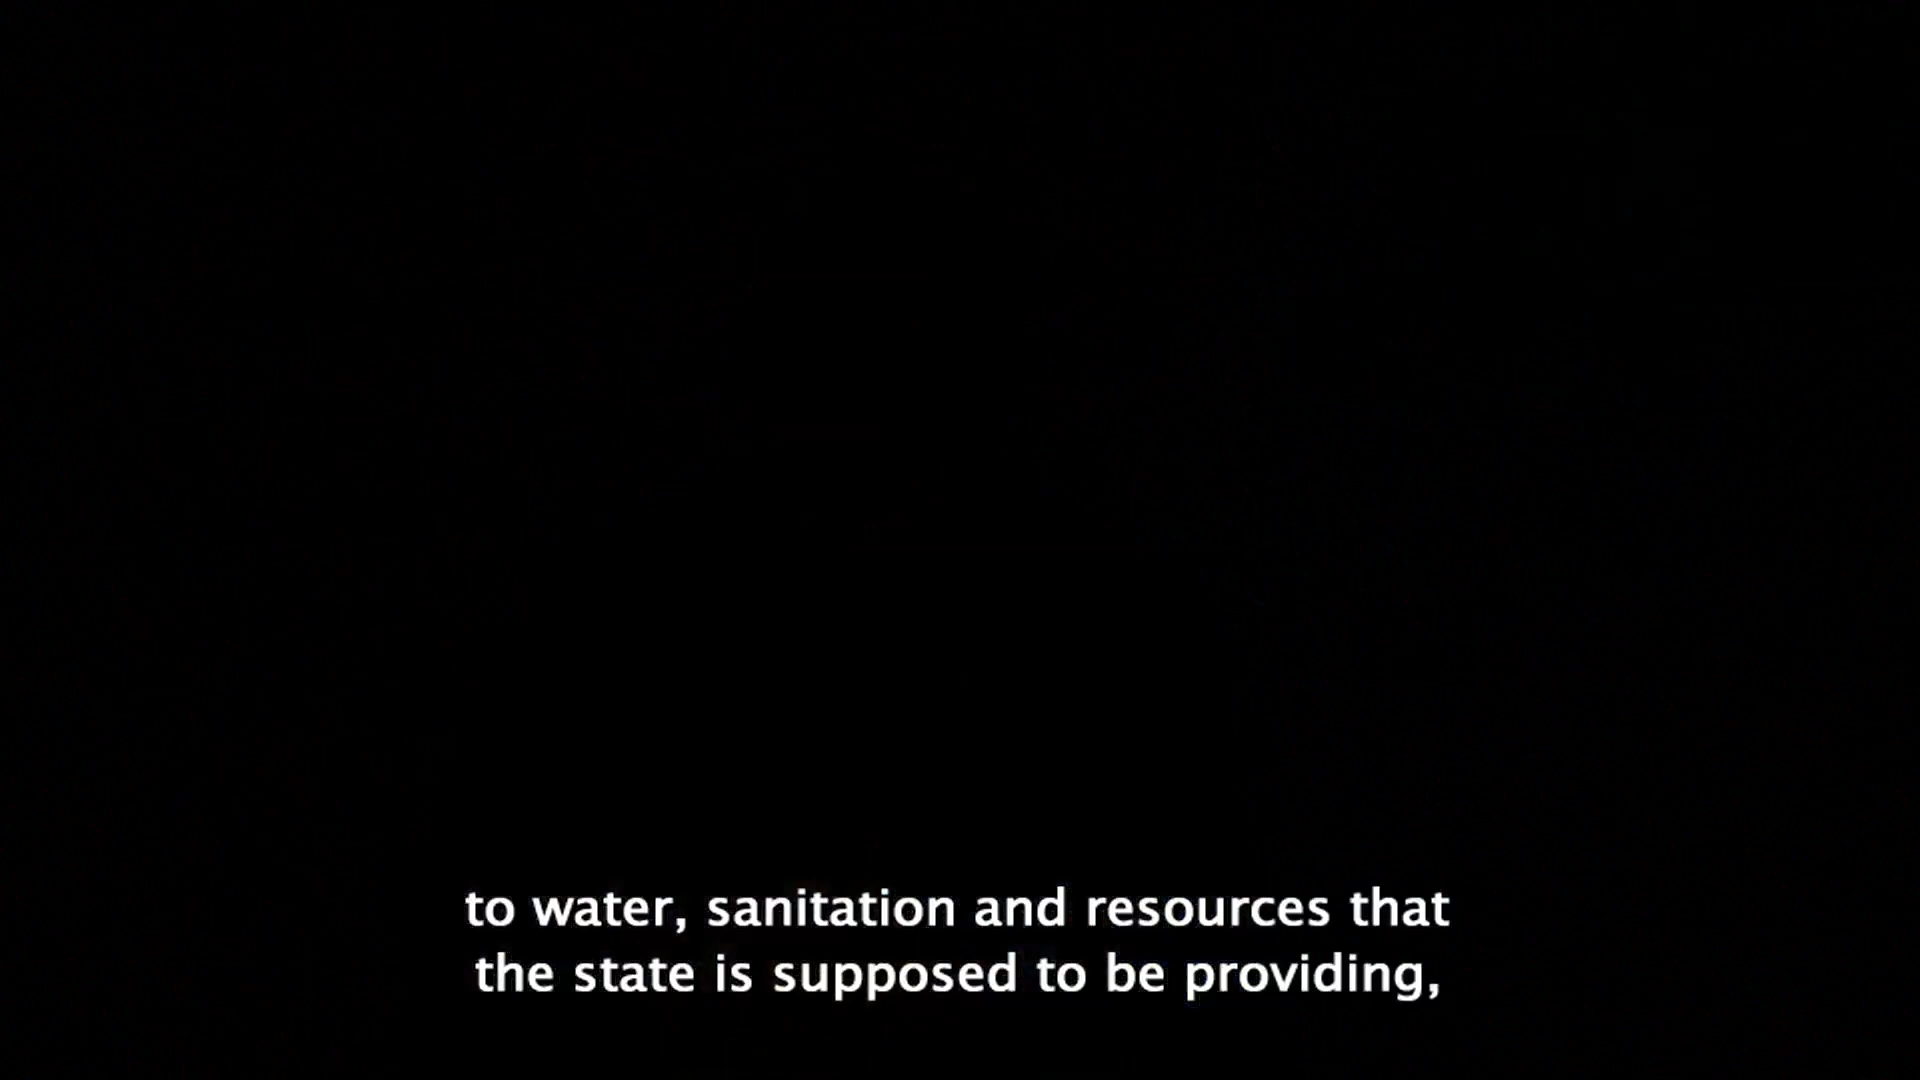 to water, sanitation and resources that
the state is supposed to be providing,